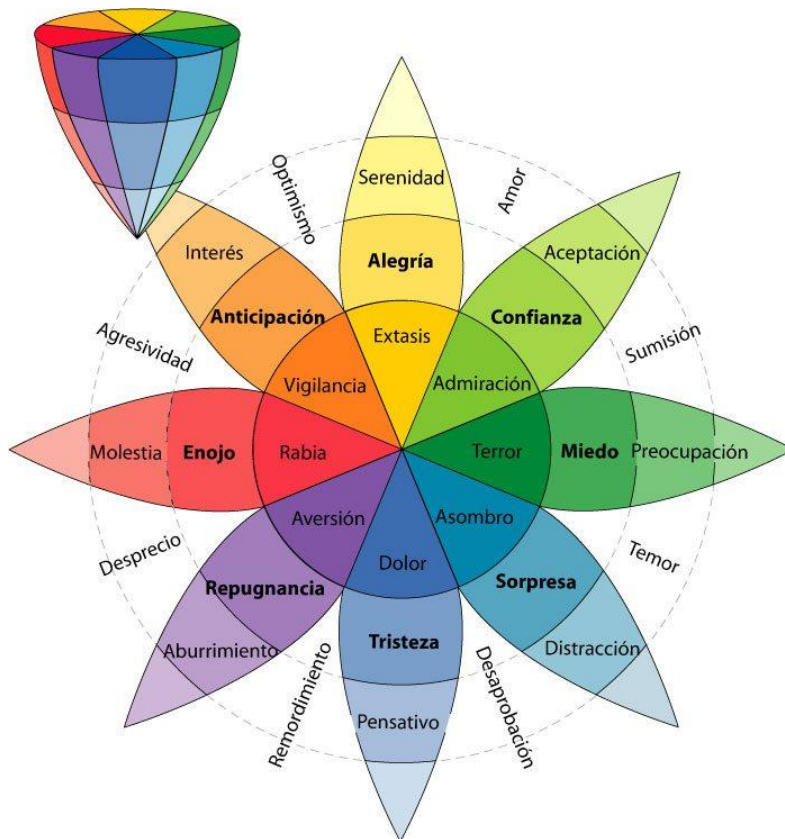 Optimismo
Serenidad
Amor
Interés
Aceptación
Alegría
Anticipación
Confianza
Agresividad
Extasis
Sumisión
Vigilancia
Admiración
Molestia
Enojo
Rabia
Terror
Miedo
Preocupación
Aversión
Asombro
Desprecio
Dolor
Temor
Repugnancia
Sorpresa
Aburrimiento
Tristeza
Distracción
Remordimiento
Pensativo
Desaprobación